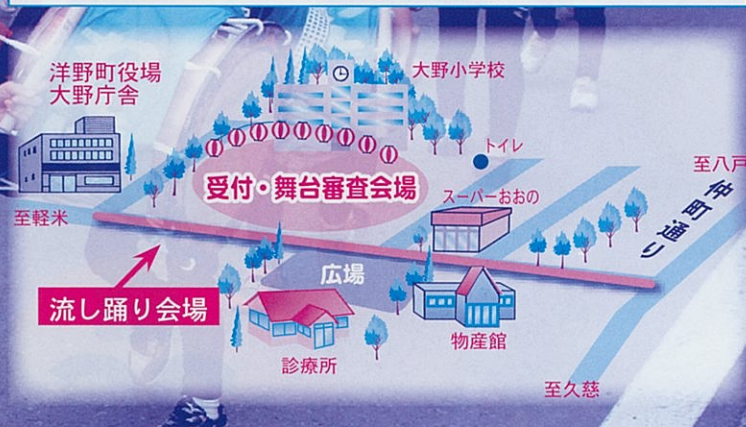 洋野町役場
大野庁舎
大野小学校
トイレ
至八戸
受付・舞台審査会場
スーパーおおの
仲町通り
至軽米
広場
流し踊り会場
物産館
診療所
至久慈